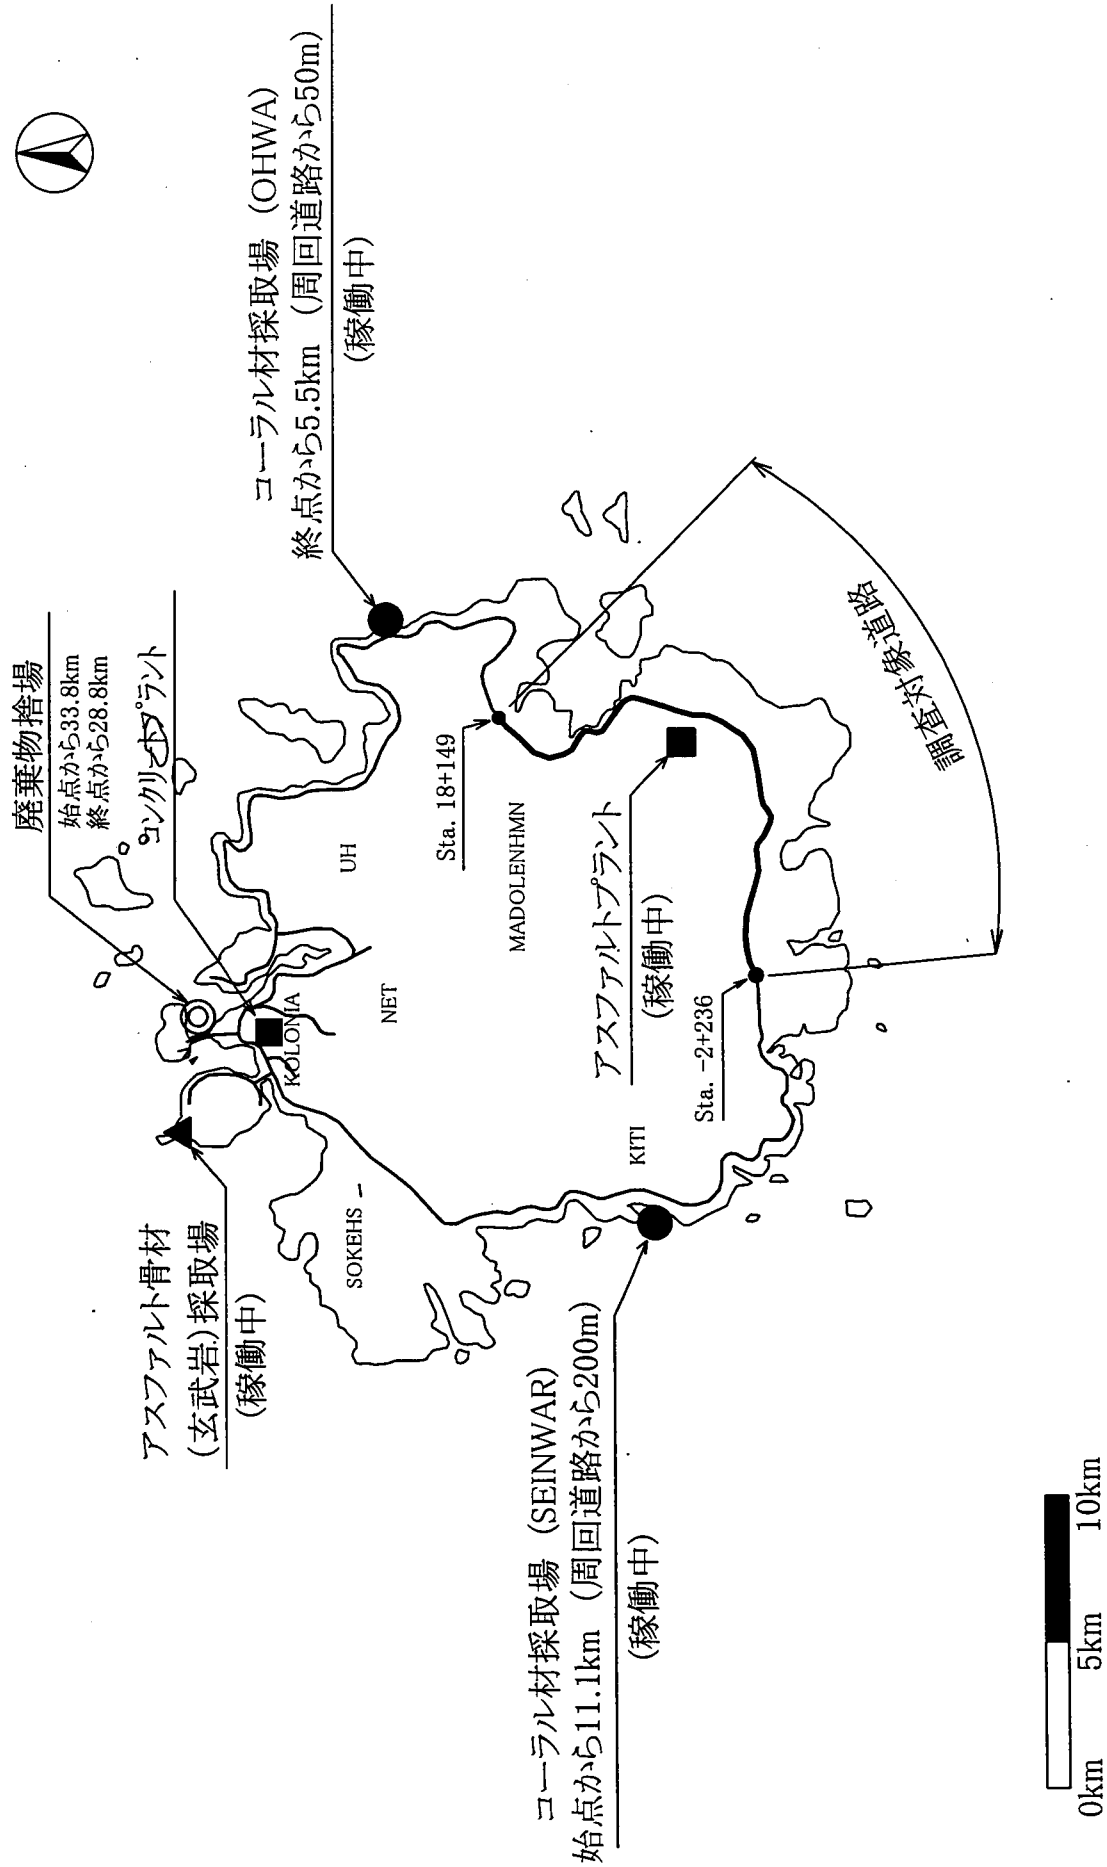 廃棄物捨場
始点から33.8km
終点から28.8km
コンクリートプラント
コーラル材採取場 (OHWA)
終点から5.5km (周回道路から50m)
(稼働中)
アスファルト骨材
(玄武岩)採取場
(稼働中)
KOLONIA
NET
UH
SOKEHS
MADOLENHMN
KITI
Sta. 18+149
アスファルトプラント
(稼働中)
Sta. -2+236
調査対象道路
コーラル材採取場 (SEINWAR)
始点から11.1km (周回道路から200m)
(稼働中)
0km 5km 10km